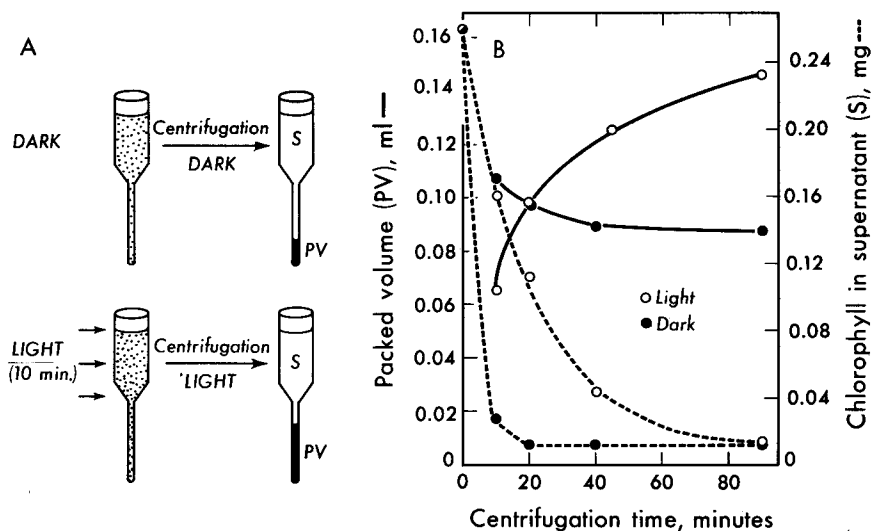 A
DARK
Centrifugation
DARK
S
PV
LIGHT
(10 min.)
Centrifugation
'LIGHT
S
PV
B
Packed volume (PV), ml
0.16
0.14
0.12
0.10
0.08
0.06
0.04
0.02
0
Chlorophyll in supernatant (S), mg
0.24
0.20
0.16
0.12
0.08
0.04
0
Light
Dark
0 20 40 60 80
Centrifugation time, minutes